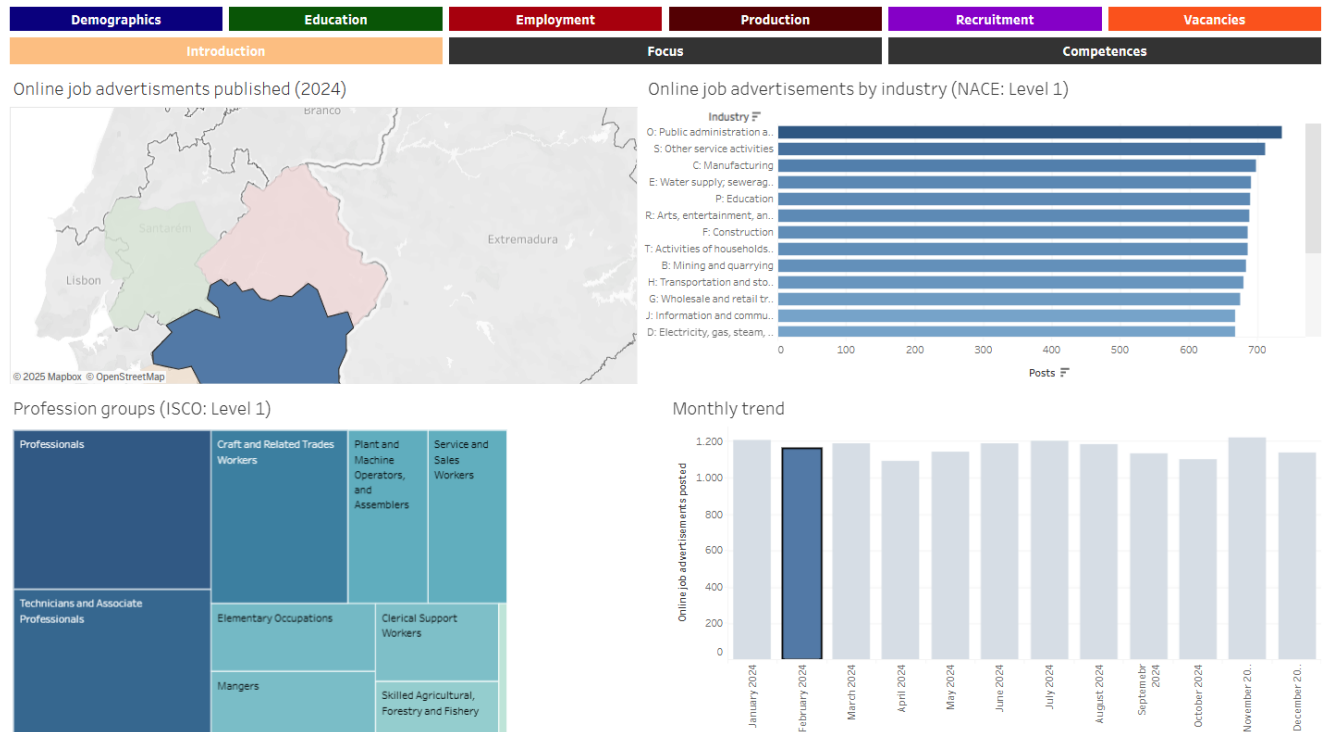 Demographics
Education
Employment
Production
Recruitment
Vacancies
Introduction
Focus
Competences
Online job advertisments published (2024)
Branco
Santarém
Extremadura
Lisbon
© 2025 Mapbox © OpenStreetMap
Online job advertisements by industry (NACE: Level 1)
Industry
O: Public administration a..
S: Other service activities
C: Manufacturing
E: Water supply; sewerag..
P: Education
R: Arts, entertainment, an..
F: Construction
T: Activities of households..
B: Mining and quarrying
H: Transportation and sto..
G: Wholesale and retail tr..
J: Information and commu..
D: Electricity, gas, steam, ..
0 100 200 300 400 500 600 700
Posts
Profession groups (ISCO: Level 1)
Professionals
Technicians and Associate
Professionals
Craft and Related Trades
Workers
Plant and
Machine
Operators,
and
Assemblers
Service and
Sales
Workers
Elementary Occupations
Mangers
Clerical Support
Workers
Skilled Agricultural,
Forestry and Fishery
Monthly trend
Online job advertisements posted
1.200
1.000
800
600
400
200
0
January 2024
February 2024
March 2024
April 2024
May 2024
June 2024
July 2024
August 2024
Septemebr
2024
October 2024
November 20..
December 20..